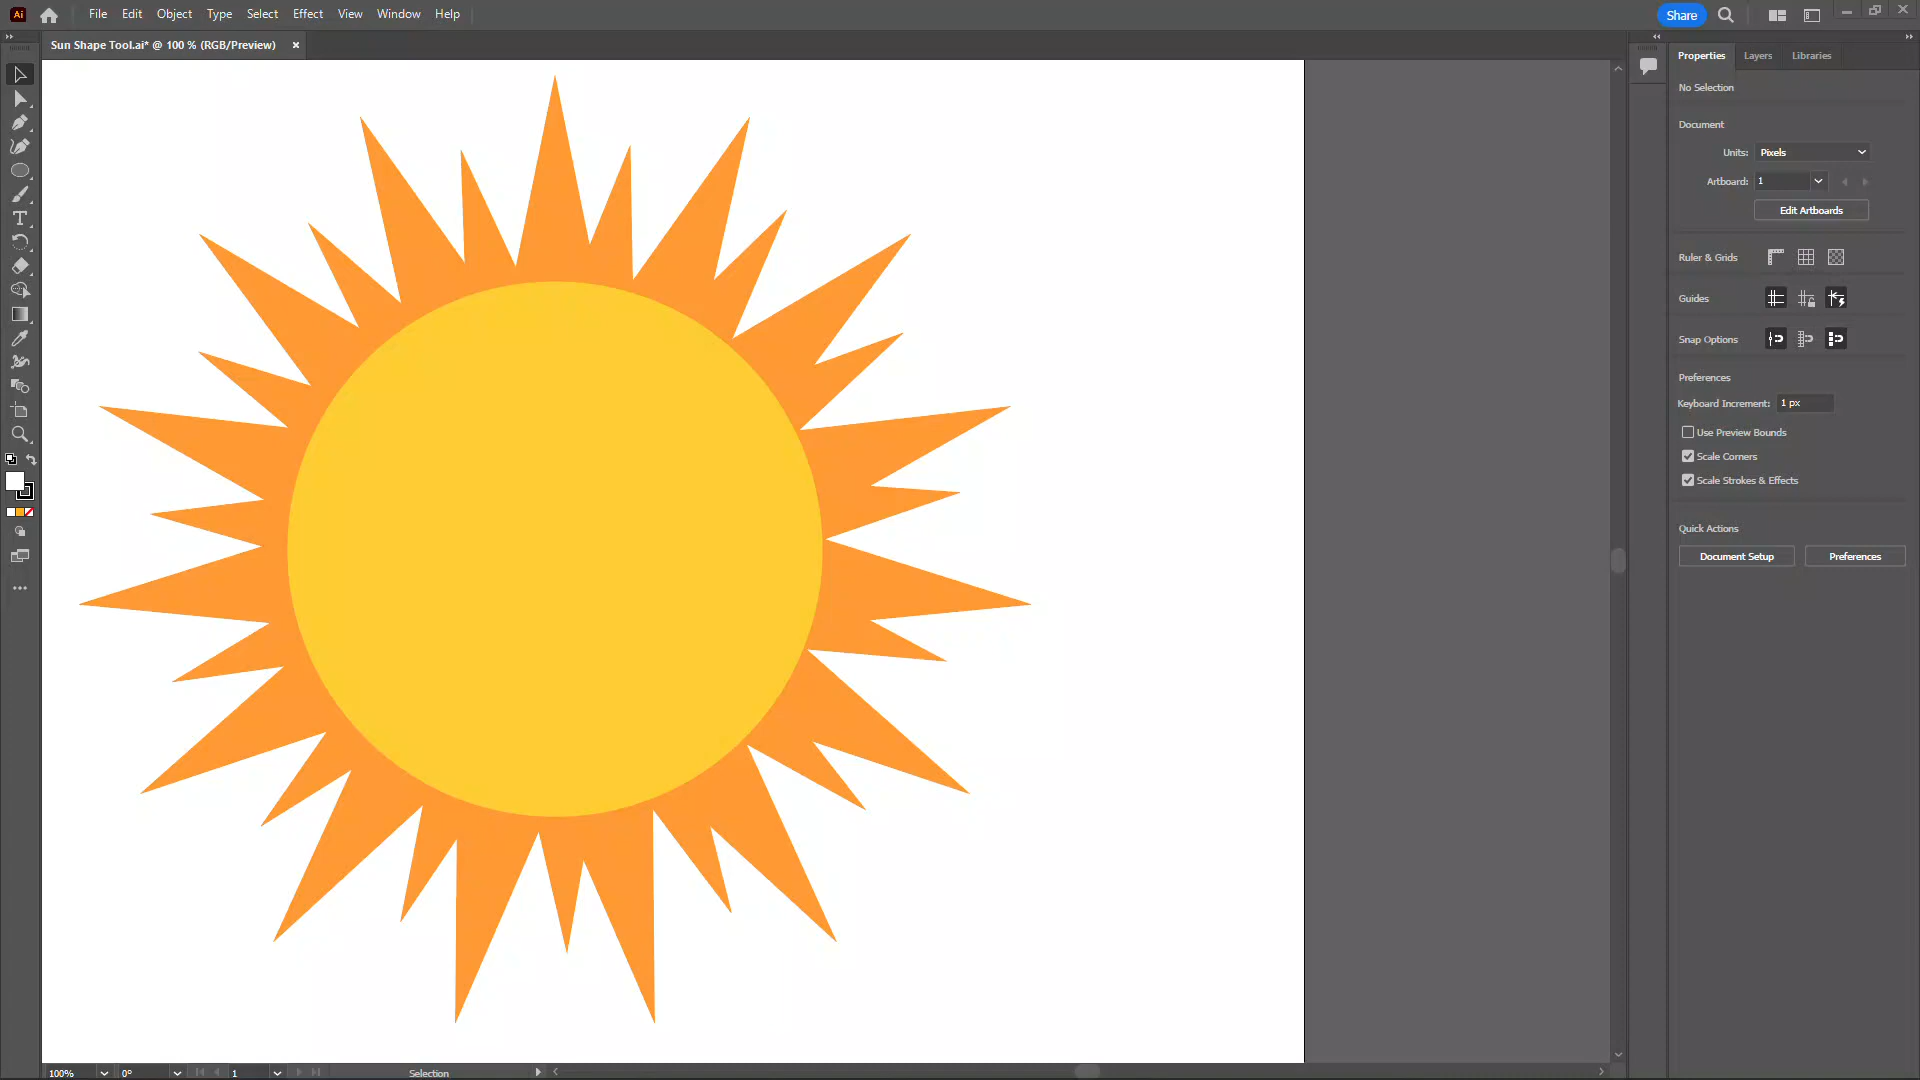 Ai File Edit Object Type Select Effect View Window Help Share
Sun Shape Tool.ai* @ 100 % (RGB/Preview) ×
Properties Layers Libraries
No Selection
Document
Units: Pixels
Artboard: 1
Edit Artboards
Ruler & Grids
Guides
Snap Options
Preferences
Keyboard Increment: 1 px
Use Preview Bounds
Scale Corners
Scale Strokes & Effects
Quick Actions
Document Setup Preferences
100% 0° 1 Selection